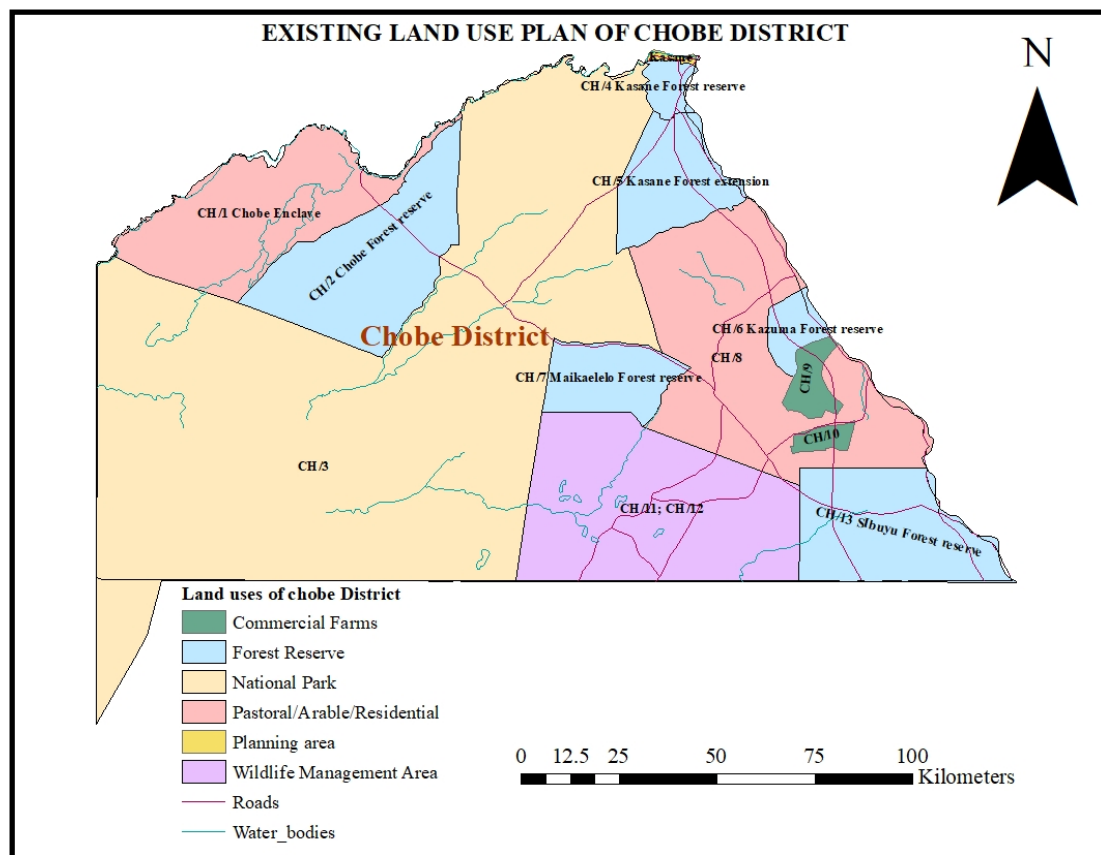 EXISTING LAND USE PLAN OF CHOBE DISTRICT
N
Kasane
CH/4 Kasane Forest reserve
CH/5 Kasane Forest extension
CH/1 Chobe Enclave
CH/2 Chobe Forest reserve
CH/6 Kazuma Forest reserve
Chobe District
CH/8
CH/7 Maikaelelo Forest reserve
CH/9
CH/10
CH/3
CH/11; CH/12
CH/13 SIbuyu Forest reserve
Land uses of chobe District
Commercial Farms
Forest Reserve
National Park
Pastoral/Arable/Residential
Planning area
Wildlife Management Area
Roads
Water_bodies
0 12.5 25 50 75 100
Kilometers